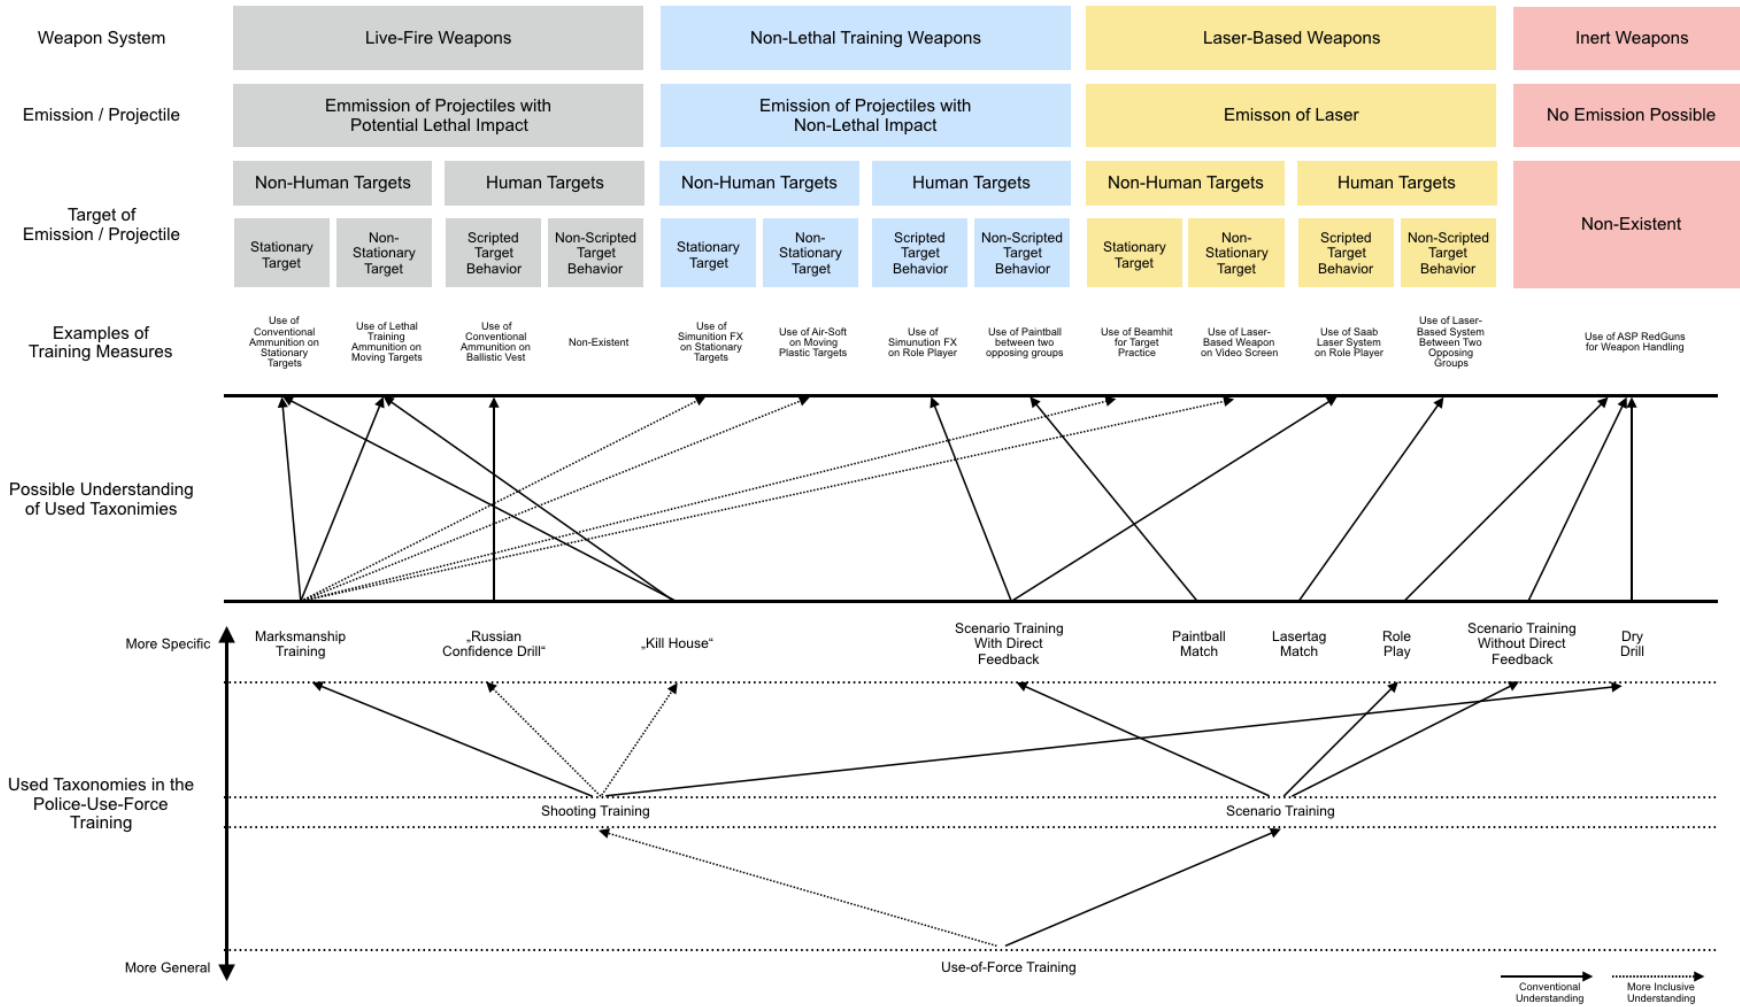 Weapon System
Live-Fire Weapons
Non-Lethal Training Weapons
Laser-Based Weapons
Inert Weapons
Emission / Projectile
Emmission of Projectiles with
Potential Lethal Impact
Emission of Projectiles with
Non-Lethal Impact
Emisson of Laser
No Emission Possible
Target of
Emission / Projectile
Non-Human Targets
Human Targets
Non-Human Targets
Human Targets
Non-Human Targets
Human Targets
Non-Existent
Stationary
Target
Non-
Stationary
Target
Scripted
Target
Behavior
Non-Scripted
Target
Behavior
Stationary
Target
Non-
Stationary
Target
Scripted
Target
Behavior
Non-Scripted
Target
Behavior
Stationary
Target
Non-
Stationary
Target
Scripted
Target
Behavior
Non-Scripted
Target
Behavior
Examples of
Training Measures
Use of
Conventional
Ammunition on
Stationary
Targets
Use of Lethal
Training
Ammunition on
Moving Targets
Use of
Conventional
Ammunition on
Ballistic Vest
Non-Existent
Use of
Simunition FX
on Stationary
Targets
Use of Air-Soft
on Moving
Plastic Targets
Use of
Simunution FX
on Role Player
Use of Paintball
between two
opposing groups
Use of Beamhit
for Target
Practice
Use of Laser-
Based Weapon
on Video Screen
Use of Saab
Laser System
on Role Player
Use of Laser-
Based System
Between Two
Opposing
Groups
Use of ASP RedGuns
for Weapon Handling
Possible Understanding
of Used Taxonimies
More Specific
Marksmanship
Training
„Russian
Confidence Drill“
„Kill House“
Scenario Training
With Direct
Feedback
Paintball
Match
Lasertag
Match
Role
Play
Scenario Training
Without Direct
Feedback
Dry
Drill
Used Taxonomies in the
Police-Use-Force
Training
Shooting Training
Scenario Training
More General
Use-of-Force Training
Conventional
Understanding
More Inclusive
Understanding